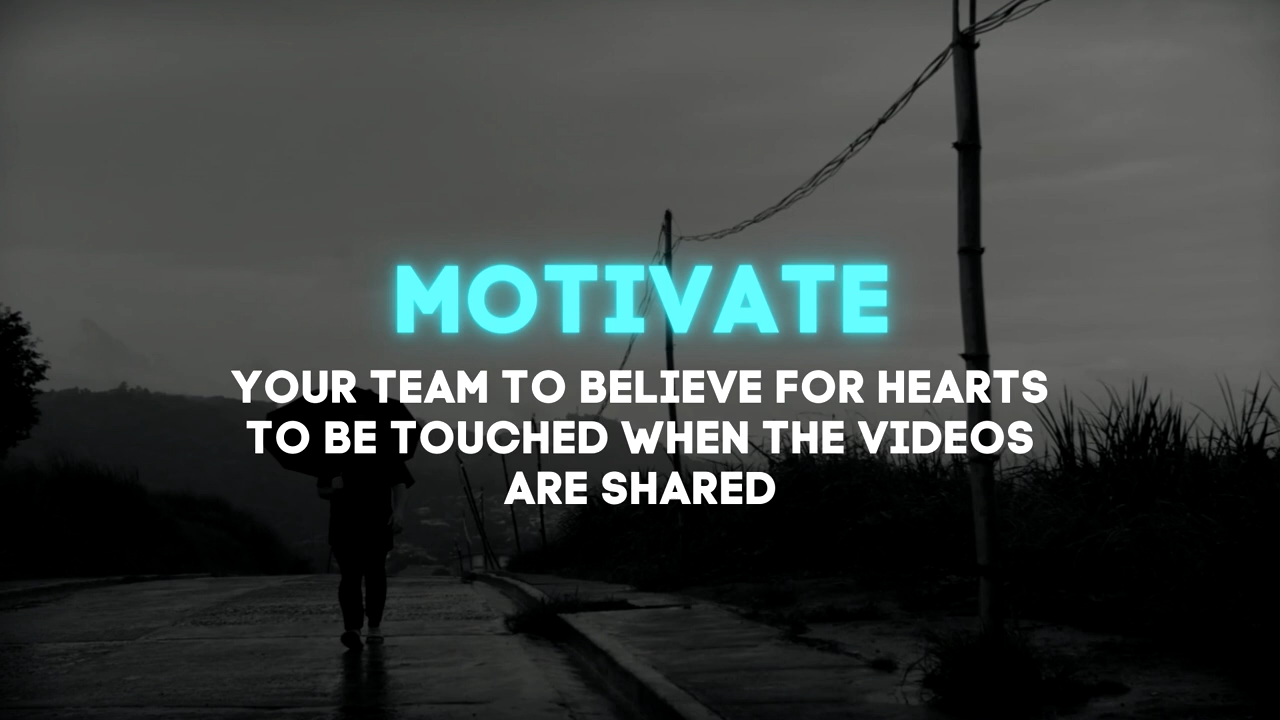 MOTIVATE
YOUR TEAM TO BELIEVE FOR HEARTS
TO BE TOUCHED WHEN THE VIDEOS
ARE SHARED